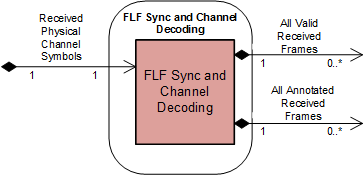 Received
Physical
Channel
Symbols
1
1
FLF Sync and Channel
Decoding
FLF Sync and
Channel
Decoding
All Valid
Received
Frames
1
0..*
All Annotated
Received
Frames
1
0..*